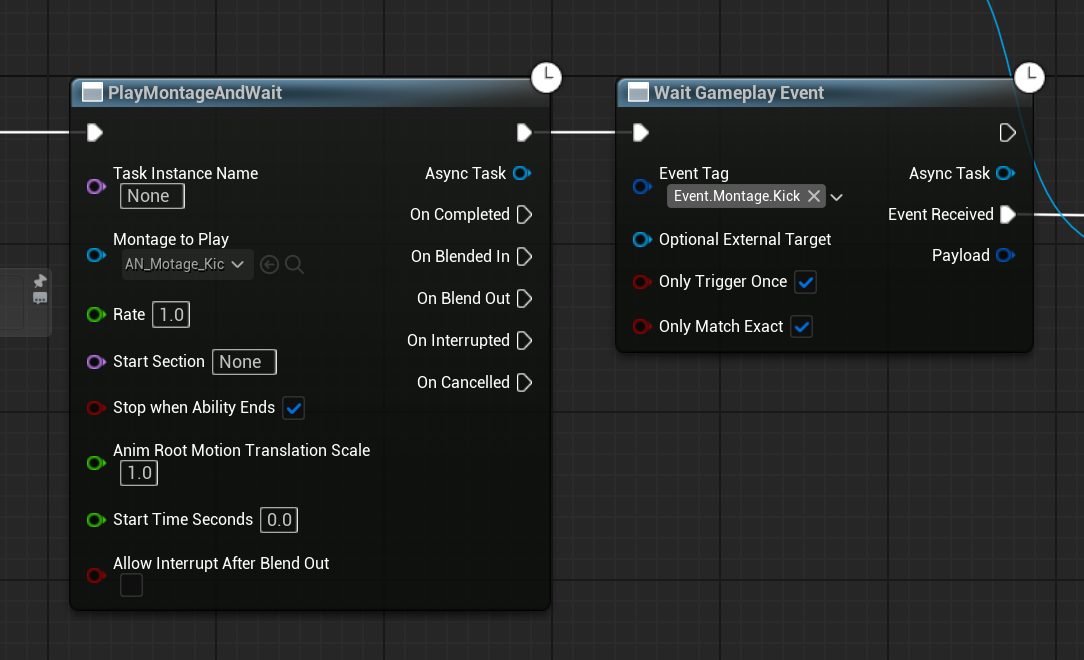 PlayMontageAndWait
Task Instance Name
None
Montage to Play
AN_Motage_Kic
Rate 1.0
Start Section None
Stop when Ability Ends
Anim Root Motion Translation Scale
1.0
Start Time Seconds 0.0
Allow Interrupt After Blend Out
Async Task
On Completed
On Blended In
On Blend Out
On Interrupted
On Cancelled
Wait Gameplay Event
Event Tag
Event.Montage.Kick
Optional External Target
Only Trigger Once
Only Match Exact
Async Task
Event Received
Payload